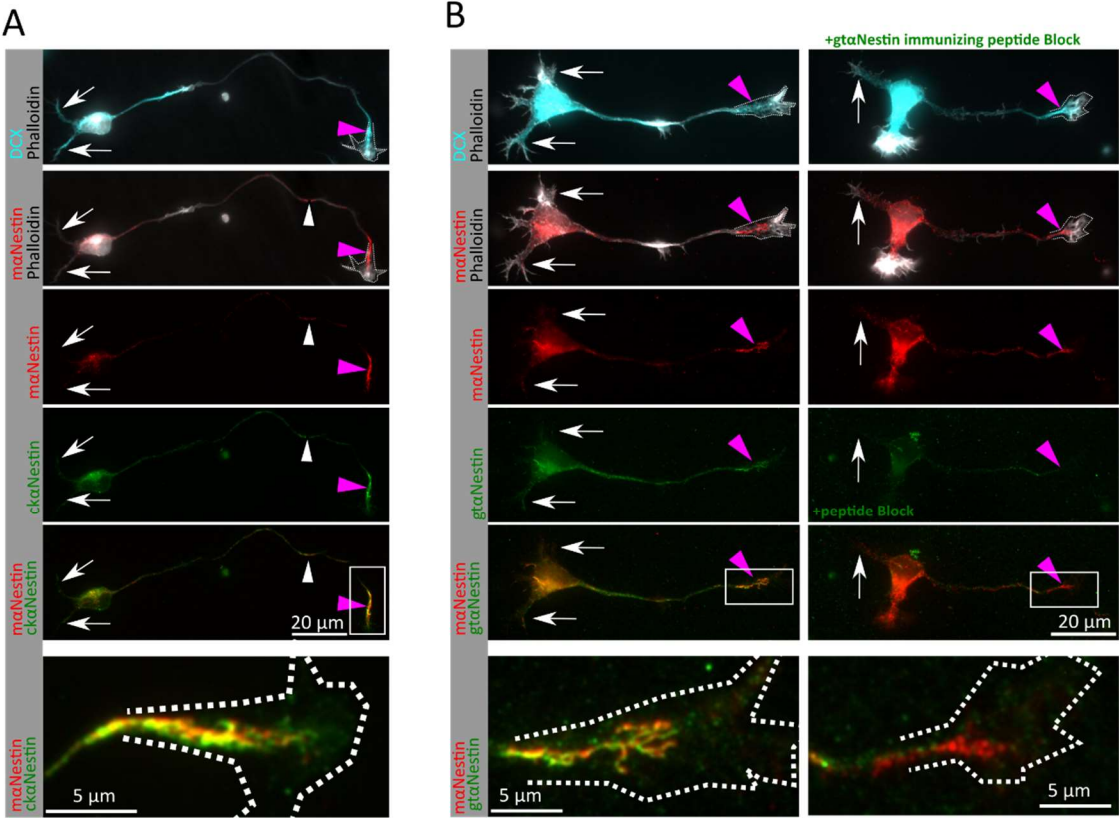 A
B
+gtαNestin immunizing peptide Block
DCX
Phalloidin
DCX
Phalloidin
mαNestin
Phalloidin
mαNestin
Phalloidin
mαNestin
mαNestin
ckαNestin
gtαNestin
+peptide Block
mαNestin
ckαNestin
20 µm
mαNestin
gtαNestin
20 µm
mαNestin
ckαNestin
5 µm
mαNestin
gtαNestin
5 µm
5 µm